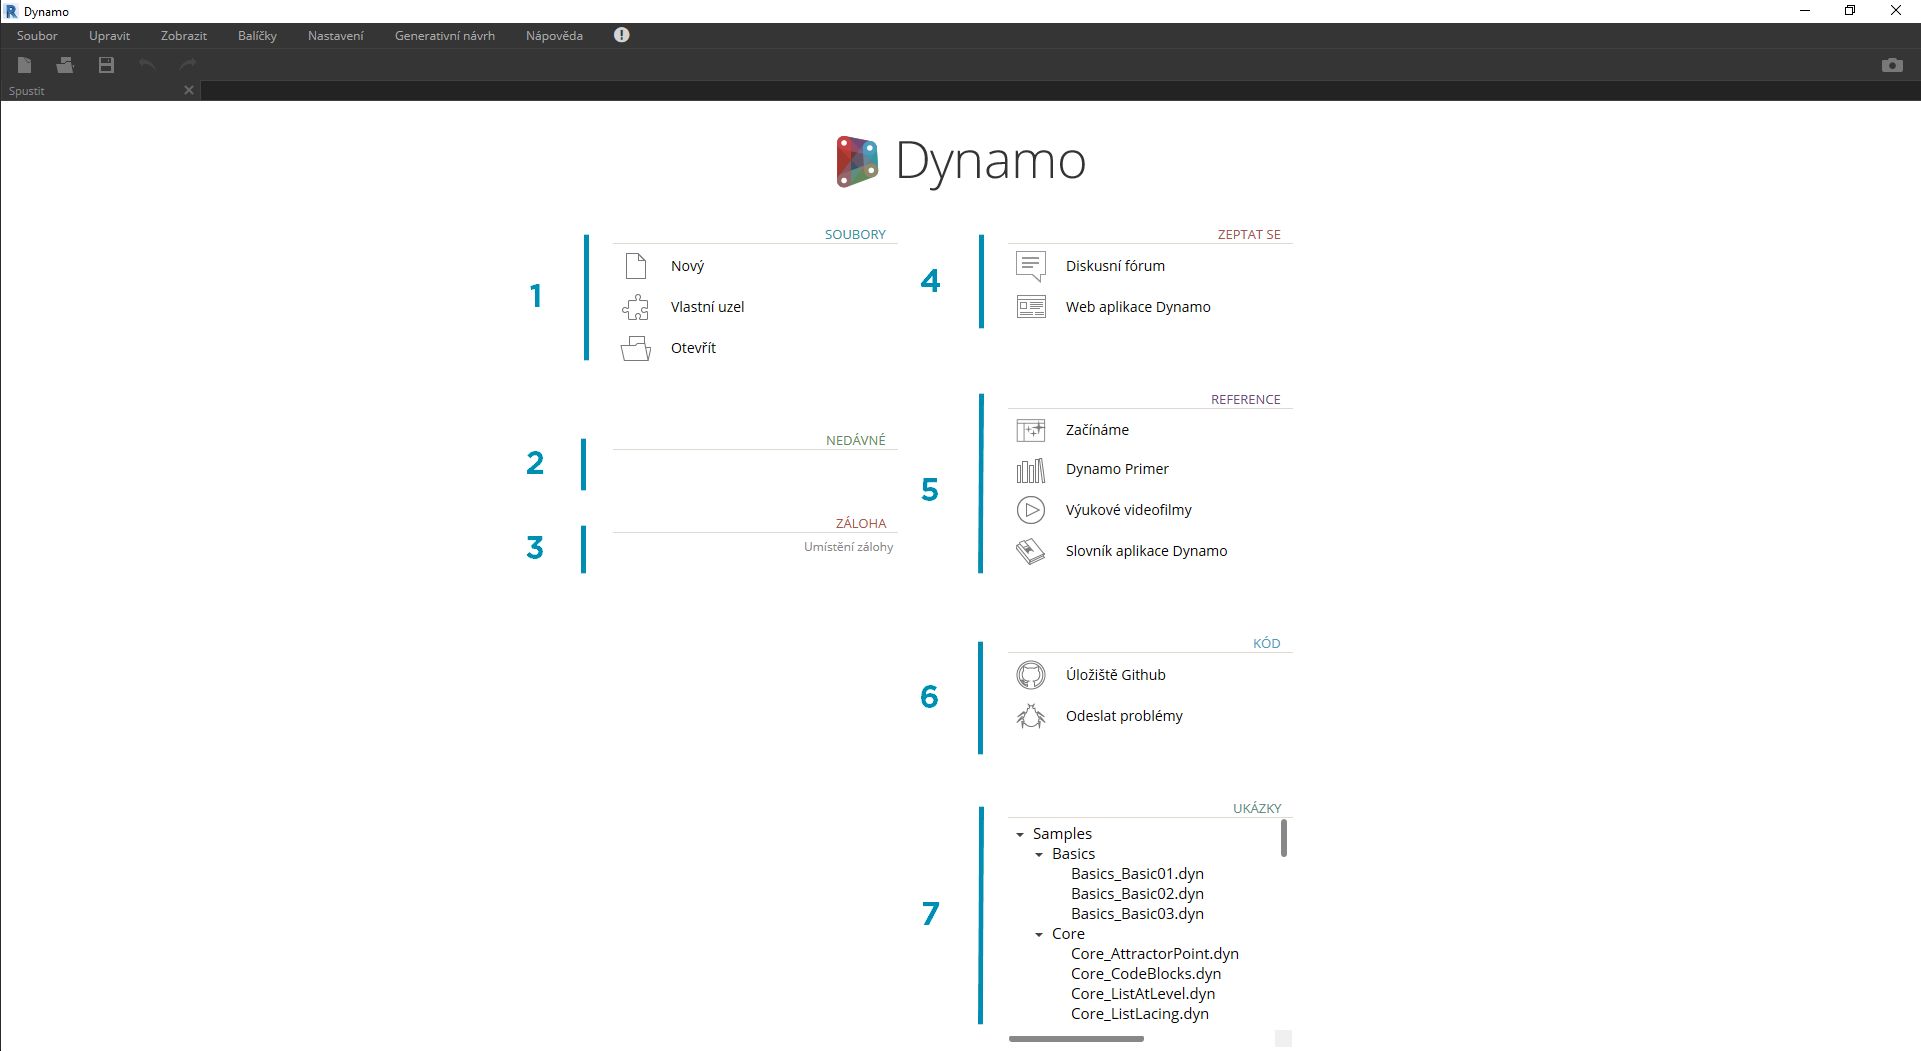 Dynamo
Soubor Upravit Zobrazit Balíčky Nastavení Generativní návrh Nápověda
Spustit
Dynamo
1
SOUBORY
Nový
Vlastní uzel
Otevřít
2
NEDÁVNÉ
3
ZÁLOHA
Umístění zálohy
4
ZEPTAT SE
Diskusní fórum
Web aplikace Dynamo
5
REFERENCE
Začínáme
Dynamo Primer
Výukové videofilmy
Slovník aplikace Dynamo
6
KÓD
Úložiště Github
Odeslat problémy
7
UKÁZKY
Samples
Basics
Basics_Basic01.dyn
Basics_Basic02.dyn
Basics_Basic03.dyn
Core
Core_AttractorPoint.dyn
Core_CodeBlocks.dyn
Core_ListAtLevel.dyn
Core_ListLacing.dyn